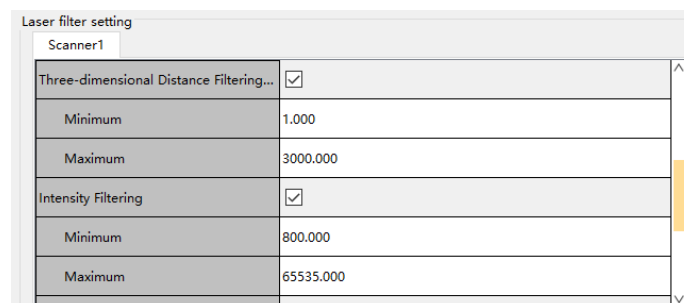 Laser filter setting
Scanner1
Three-dimensional Distance Filtering...
Minimum 1.000
Maximum 3000.000
Intensity Filtering
Minimum 800.000
Maximum 65535.000